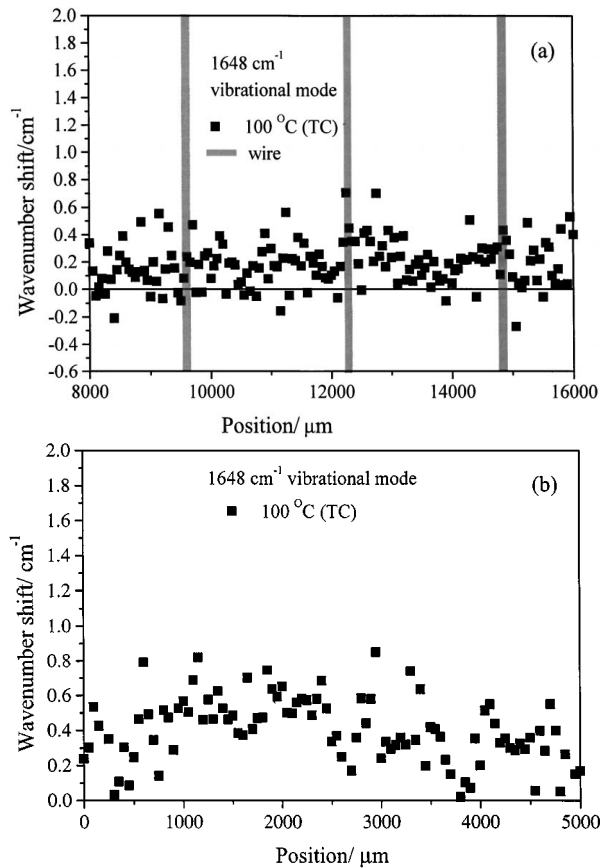 2.0
1.8
1.6
1.4
1.2
1.0
0.8
0.6
0.4
0.2
0.0
-0.2
-0.4
-0.6
Wavenumber shift/cm⁻¹
(a)
1648 cm⁻¹
vibrational mode
100 °C (TC)
wire
8000 10000 12000 14000 16000
Position/ μm
2.0
1.8
1.6
1.4
1.2
1.0
0.8
0.6
0.4
0.2
0.0
Wavenumber shift/ cm⁻¹
(b)
1648 cm⁻¹ vibrational mode
100 °C (TC)
0 1000 2000 3000 4000 5000
Position/ μm